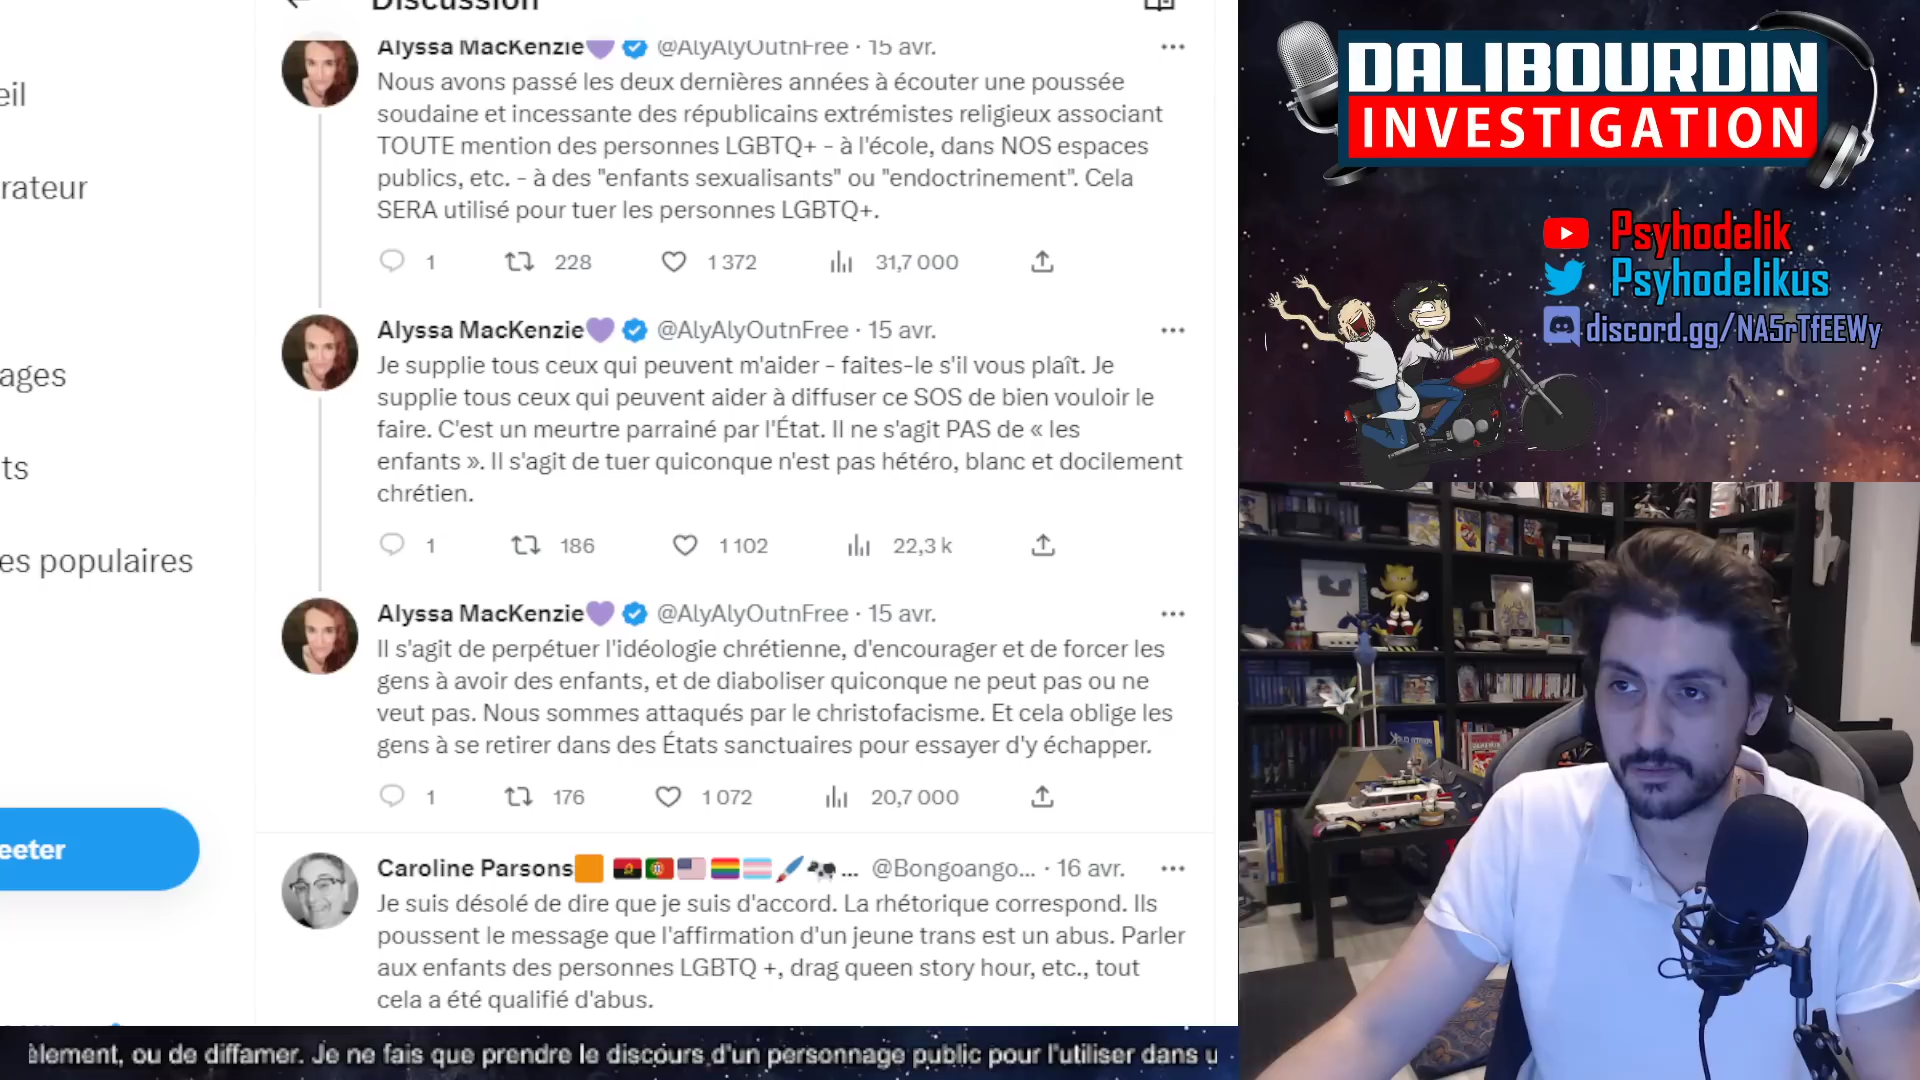 Discussion
Alyssa MacKenzie💜 @AlyAlyOutnFree · 15 avr.
Nous avons passé les deux dernières années à écouter une poussée
soudaine et incessante des républicains extrémistes religieux associant
TOUTE mention des personnes LGBTQ+ - à l'école, dans NOS espaces
publics, etc. - à des "enfants sexualisants" ou "endoctrinement". Cela
SERA utilisé pour tuer les personnes LGBTQ+.
1 228 1 372 31,7 000
Alyssa MacKenzie💜 @AlyAlyOutnFree · 15 avr.
Je supplie tous ceux qui peuvent m'aider - faites-le s'il vous plaît. Je
supplie tous ceux qui peuvent aider à diffuser ce SOS de bien vouloir le
faire. C'est un meurtre parrainé par l'État. Il ne s'agit PAS de « les
enfants ». Il s'agit de tuer quiconque n'est pas hétéro, blanc et docilement
chrétien.
1 186 1 102 22,3 k
Alyssa MacKenzie💜 @AlyAlyOutnFree · 15 avr.
Il s'agit de perpétuer l'idéologie chrétienne, d'encourager et de forcer les
gens à avoir des enfants, et de diaboliser quiconque ne peut pas ou ne
veut pas. Nous sommes attaqués par le christofacisme. Et cela oblige les
gens à se retirer dans des États sanctuaires pour essayer d'y échapper.
1 176 1 072 20,7 000
Caroline Parsons🟧 🇦🇴🇵🇹🇺🇸🏳️‍🌈🏳️‍⚧️🖌️🐄... @Bongoango... · 16 avr.
Je suis désolé de dire que je suis d'accord. La rhétorique correspond. Ils
poussent le message que l'affirmation d'un jeune trans est un abus. Parler
aux enfants des personnes LGBTQ +, drag queen story hour, etc., tout
cela a été qualifié d'abus.
eil
rateur
ages
ts
es populaires
eeter
DALIBOURDIN
INVESTIGATION
Psyhodelik
Psyhodelikus
discord.gg/NA5rTfEEWy
èlement, ou de diffamer. Je ne fais que prendre le discours d'un personnage public pour l'utiliser dans u